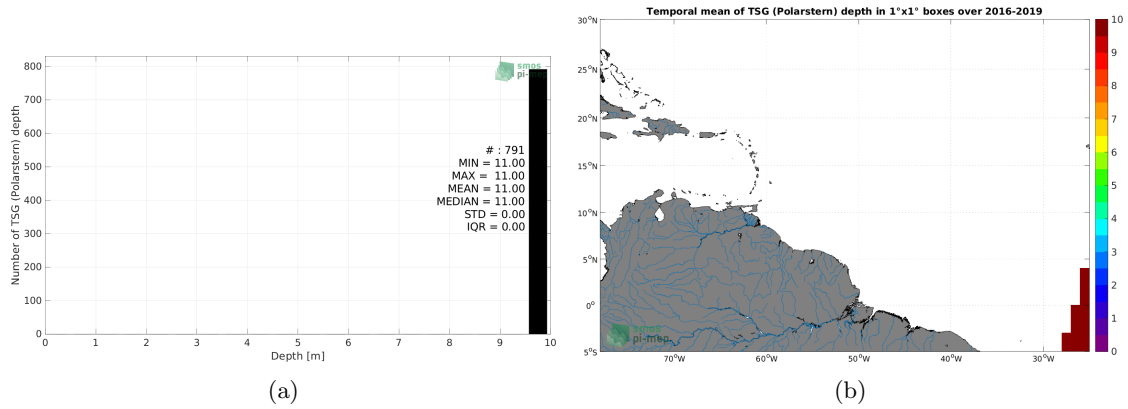 Temporal mean of TSG (Polarstern) depth in 1°x1° boxes over 2016-2019
Number of TSG (Polarstern) depth
800
700
600
500
400
300
200
100
0
smos
pi-mep
# : 791
MIN = 11.00
MAX = 11.00
MEAN = 11.00
MEDIAN = 11.00
STD = 0.00
IQR = 0.00
0 1 2 3 4 5 6 7 8 9 10
Depth [m]
(a)
30°N
25°N
20°N
15°N
10°N
5°N
0°
5°S
smos
pi-mep
70°W 60°W 50°W 40°W 30°W
10
9
8
7
6
5
4
3
2
1
0
(b)